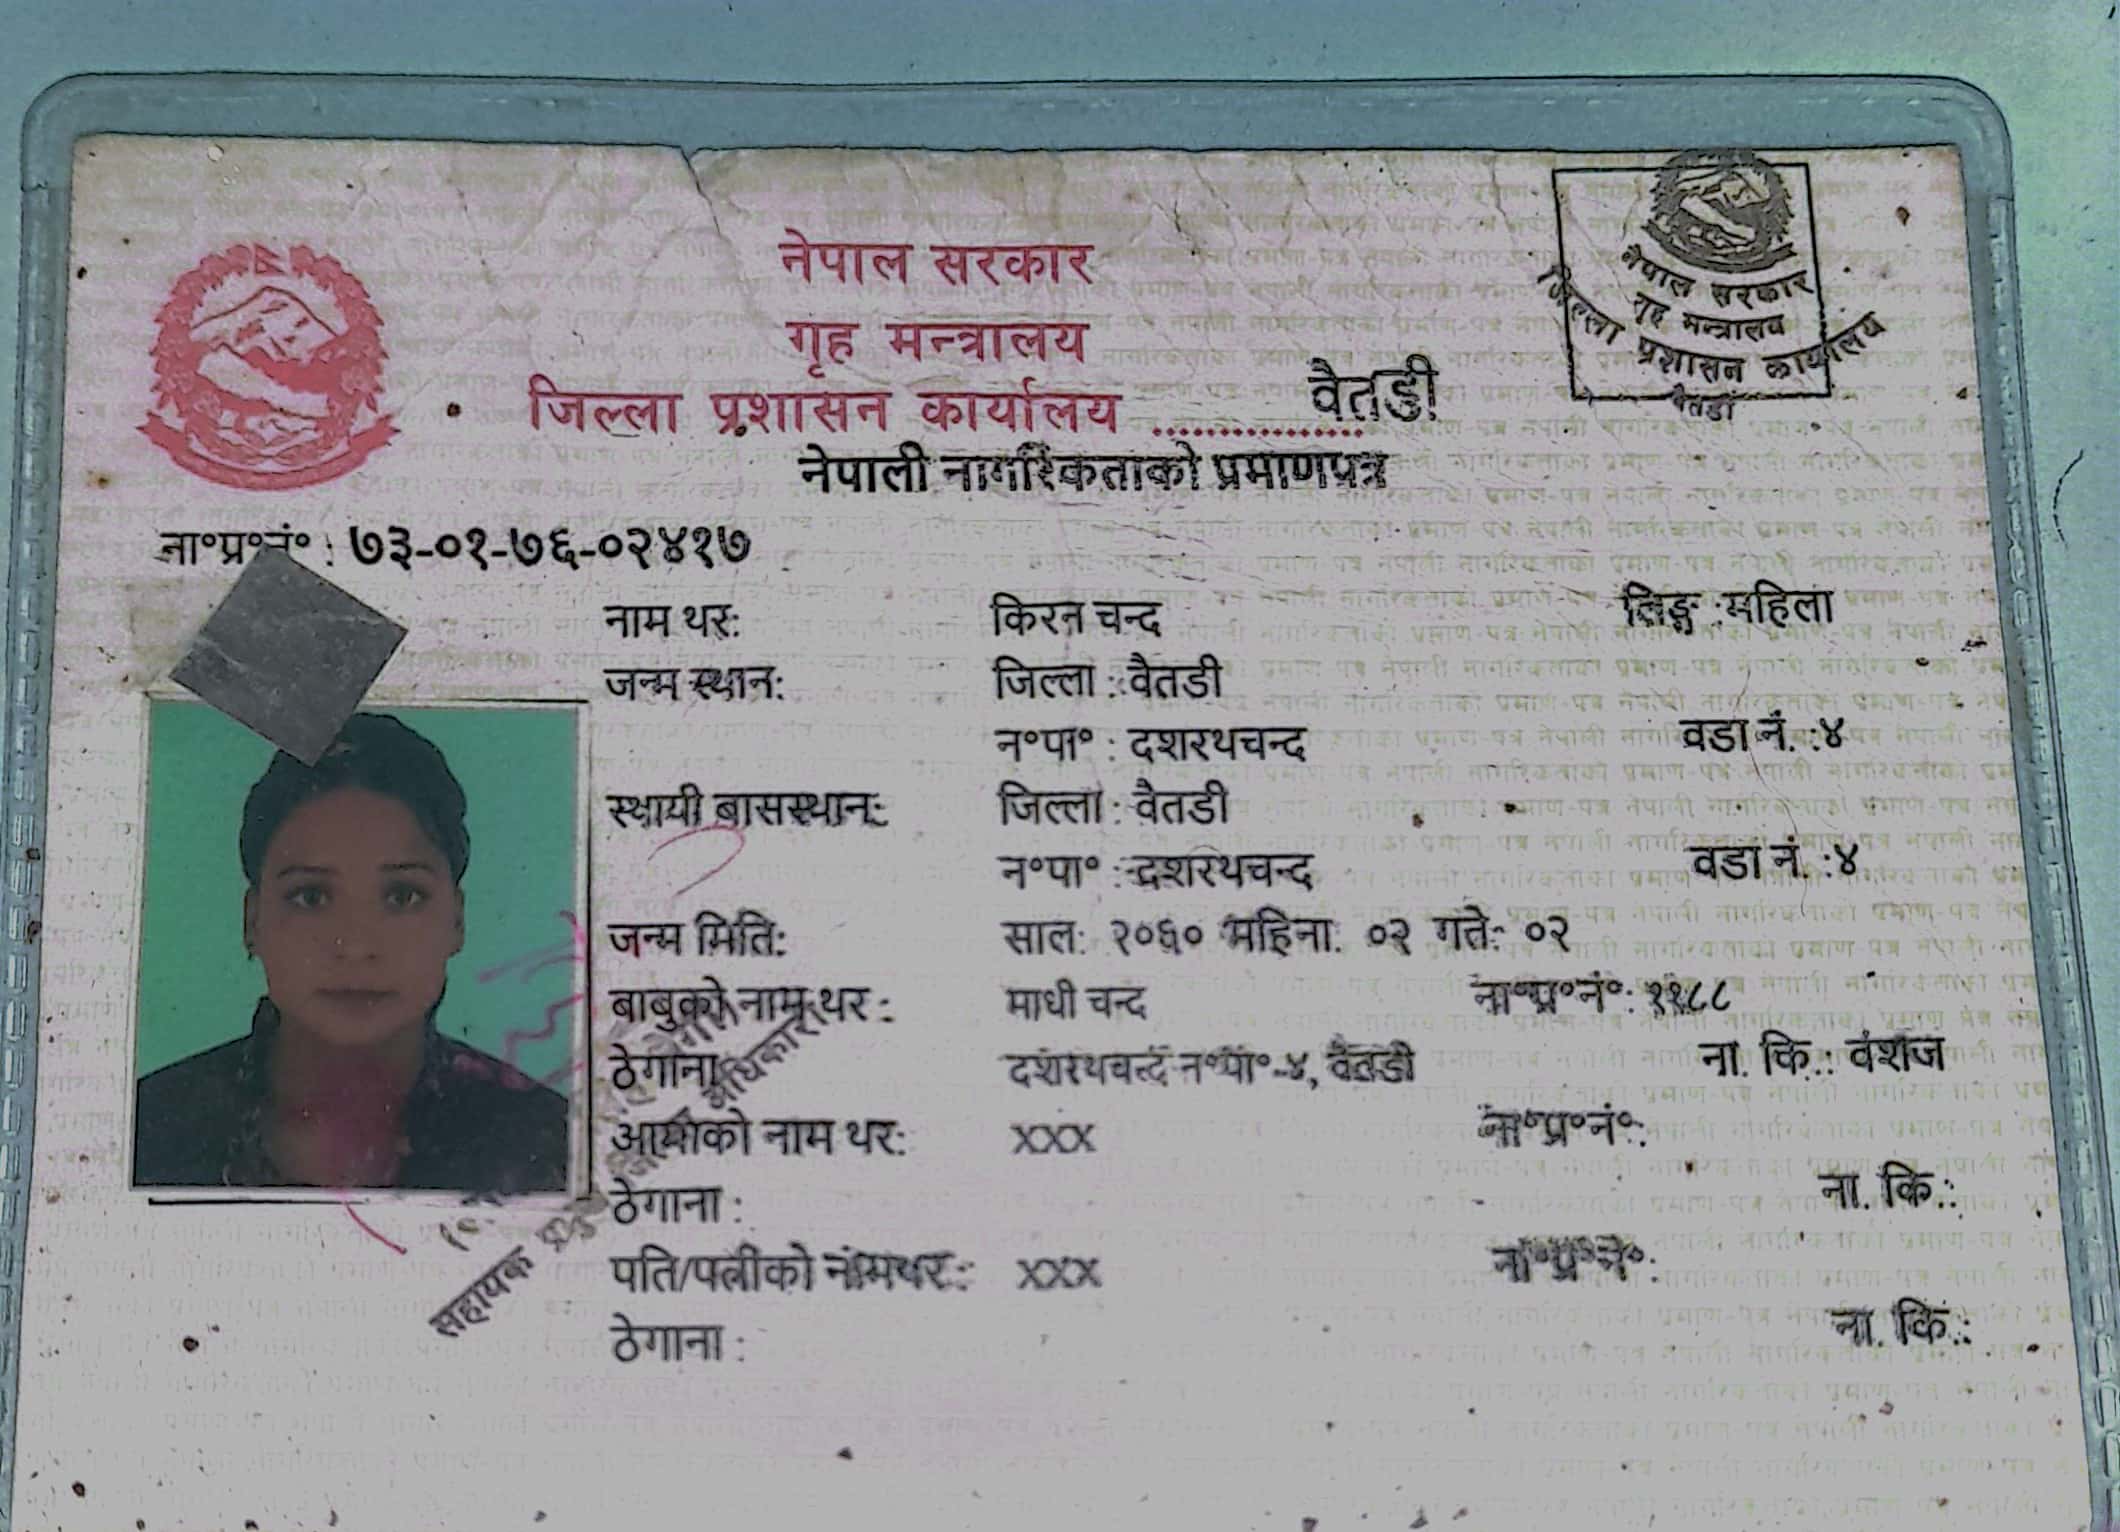 नेपाल सरकार
गृह मन्त्रालय
जिल्ला प्रशासन कार्यालय ................. वैतडी
नेपाली नागरिकताको प्रमाणपत्र
नेपाल सरकार
गृह मन्त्रालय
जिल्ला प्रशासन कार्यालय
वैतडी
ना॰प्र॰नं॰ : ७३-०१-७६-०२४१७
नाम थर: किरन चन्द लिङ्ग : महिला
जन्म स्थान: जिल्ला : वैतडी
न॰पा॰ : दशरथचन्द वडा नं. :४
स्थायी बासस्थान: जिल्ला : वैतडी
न॰पा॰ : दशरथचन्द वडा नं. :४
जन्म मिति: साल: २०६० महिना: ०२ गते: ०२
बाबुको नाम थर : माधी चन्द ना॰प्र॰नं॰: ११८८
ठेगाना दशरथचन्द न॰पा॰-४, वैतडी ना. कि.: वंशज
आमाको नाम थर: xxx ना॰प्र॰नं॰:
ठेगाना : ना. कि.:
पति/पत्नीको नामथर : xxx ना॰प्र॰नं॰:
ठेगाना : ना. कि.:
सहायक अधिकारी